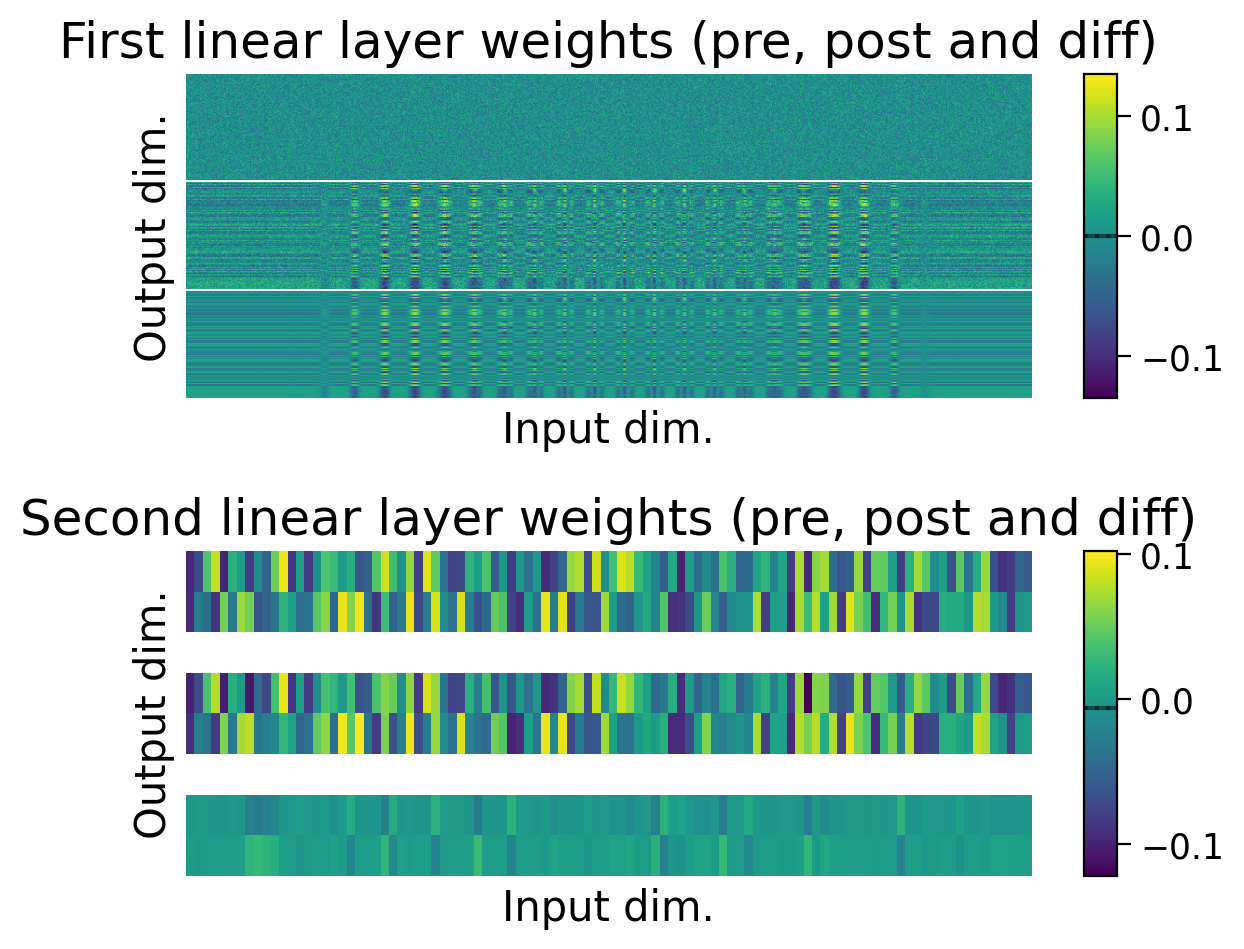 First linear layer weights (pre, post and diff)
Output dim.
0.1
0.0
−0.1
Input dim.
Second linear layer weights (pre, post and diff)
Output dim.
0.1
0.0
−0.1
Input dim.